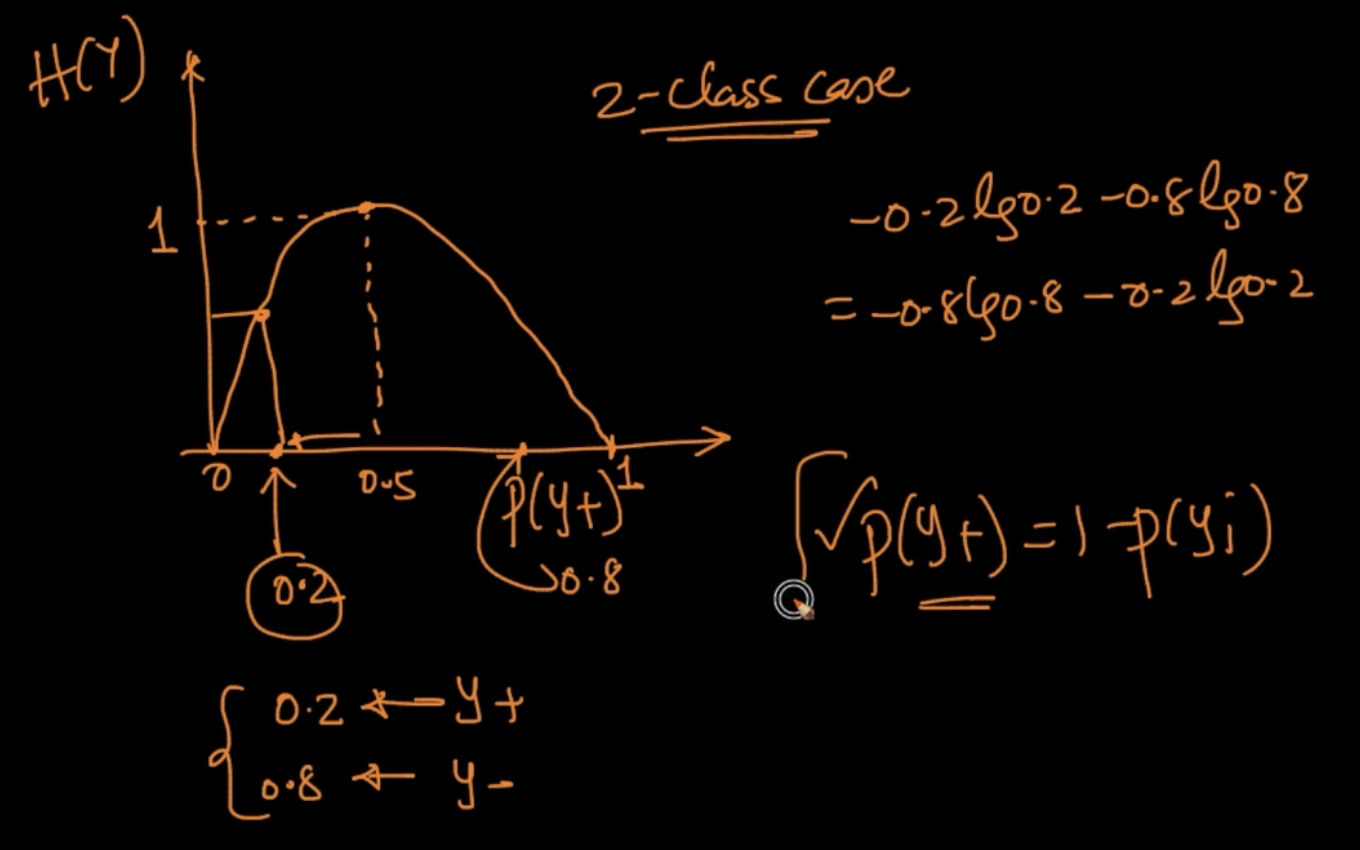 H(Y)
2-class case
-0.2 lg 0.2 - 0.8 lg 0.8
1
= -0.8 lg 0.8 - 0.2 lg 0.2
0
0.5
1
P(y+)
0.8
p(y+) = 1 - p(yi)
0.2
0.2 ← y+
0.8 ← y-